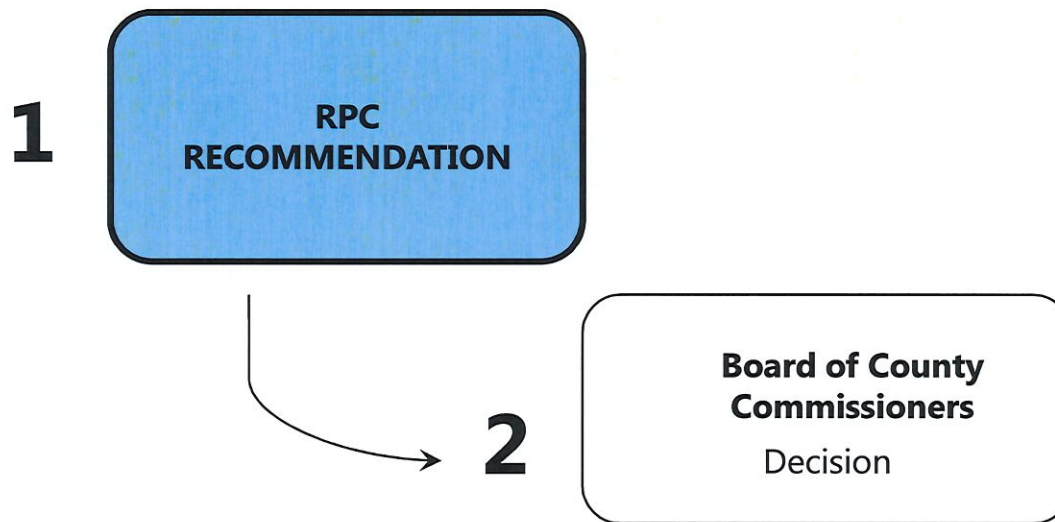 1
RPC
RECOMMENDATION
2
Board of County
Commissioners
Decision